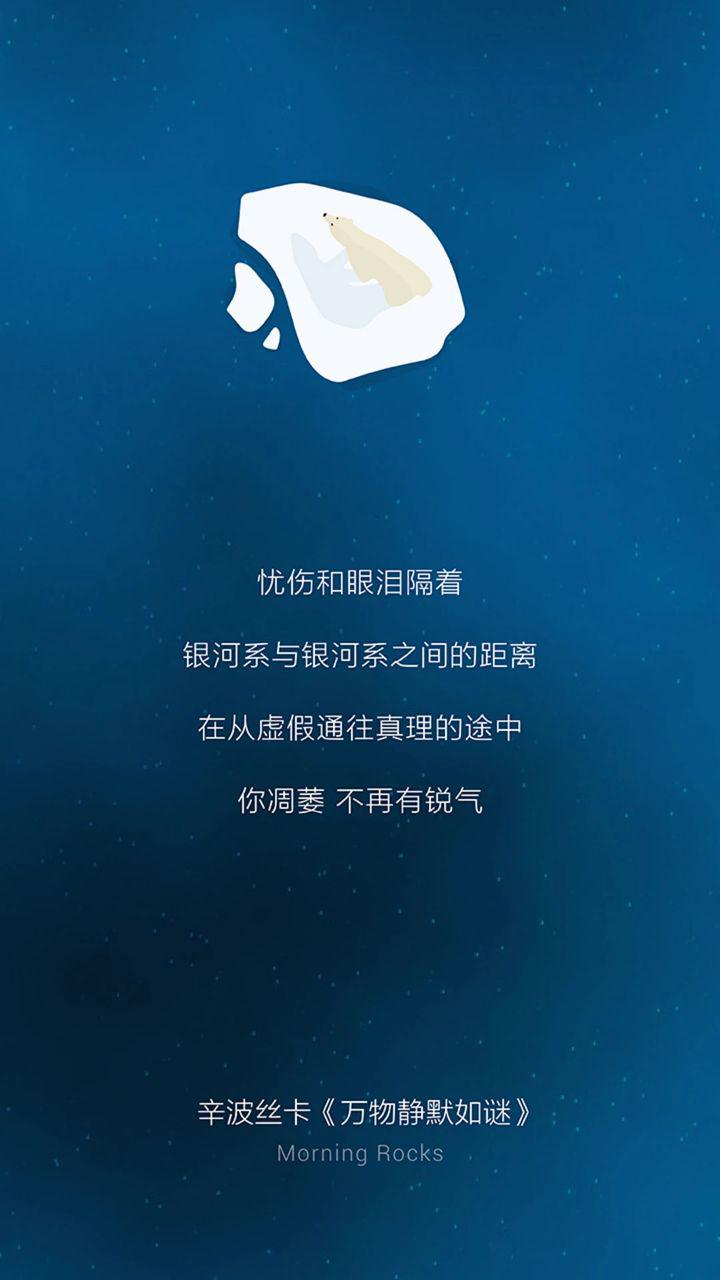 忧伤和眼泪隔着
银河系与银河系之间的距离
在从虚假通往真理的途中
你凋萎 不再有锐气
辛波丝卡《万物静默如谜》
Morning Rocks